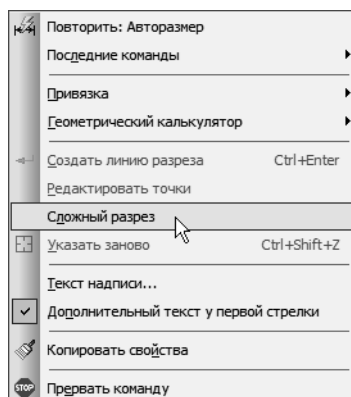 Повторить: Авторазмер
Последние команды
Привязка
Геометрический калькулятор
Создать линию разреза Ctrl+Enter
Редактировать точки
Сложный разрез
Указать заново Ctrl+Shift+Z
Текст надписи...
Дополнительный текст у первой стрелки
Копировать свойства
STOP Прервать команду